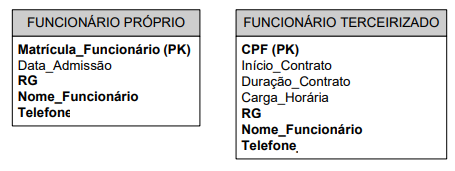 FUNCIONÁRIO PRÓPRIO
Matrícula_Funcionário (PK)
Data_Admissão
RG
Nome_Funcionário
Telefone
FUNCIONÁRIO TERCEIRIZADO
CPF (PK)
Início_Contrato
Duração_Contrato
Carga_Horária
RG
Nome_Funcionário
Telefone